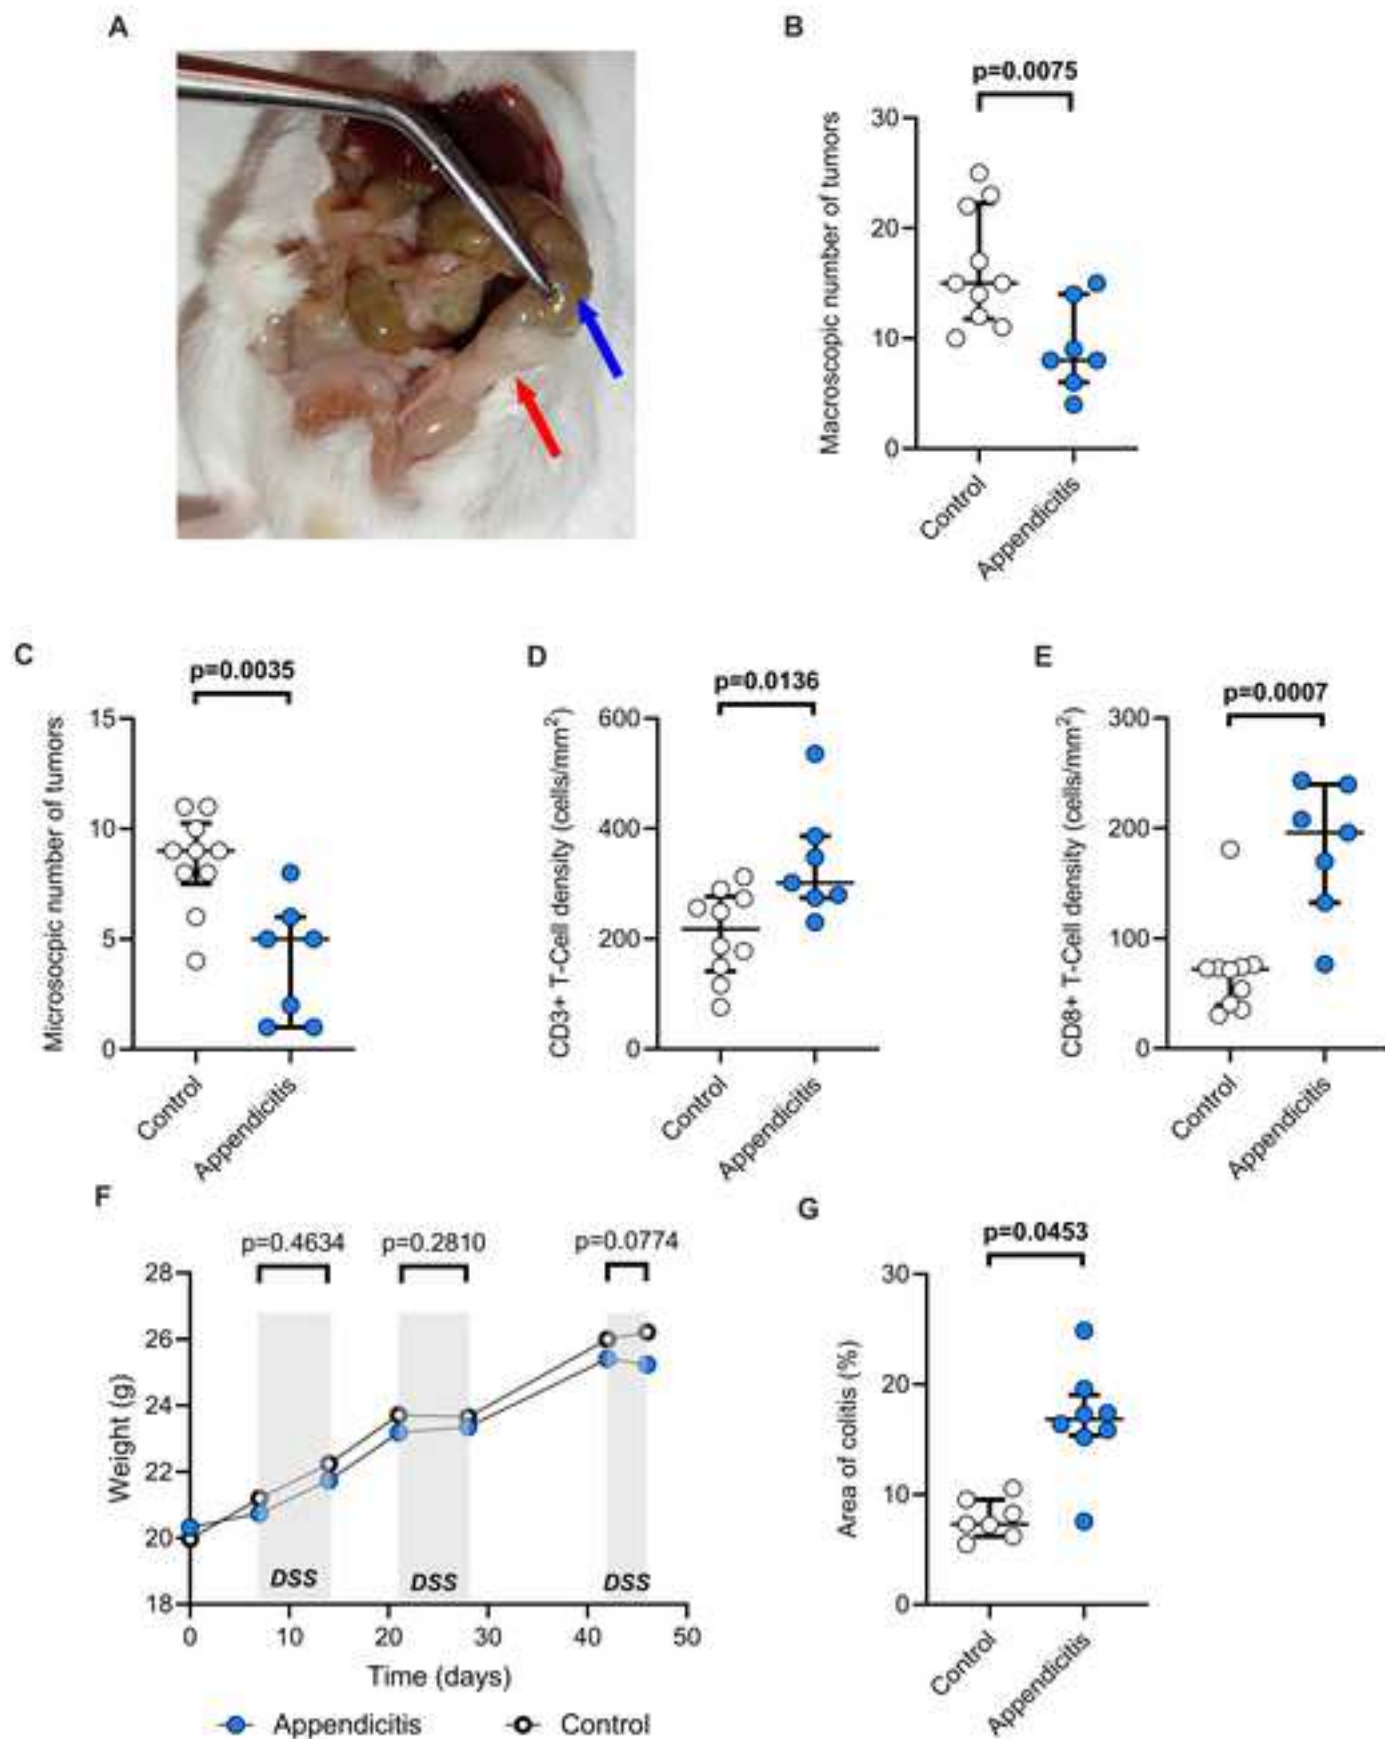 A
B
p=0.0075
30
20
10
0
Macroscopic number of tumors
Control
Appendicitis
C
p=0.0035
15
10
5
0
Microsocpic number of tumors
Control
Appendicitis
D
p=0.0136
600
400
200
0
CD3+ T-Cell density (cells/mm²)
Control
Appendicitis
E
p=0.0007
300
200
100
0
CD8+ T-Cell density (cells/mm²)
Control
Appendicitis
F
p=0.4634
p=0.2810
p=0.0774
28
26
24
22
20
18
Weight (g)
DSS
DSS
DSS
0
10
20
30
40
50
Time (days)
Appendicitis
Control
G
p=0.0453
30
20
10
0
Area of colitis (%)
Control
Appendicitis